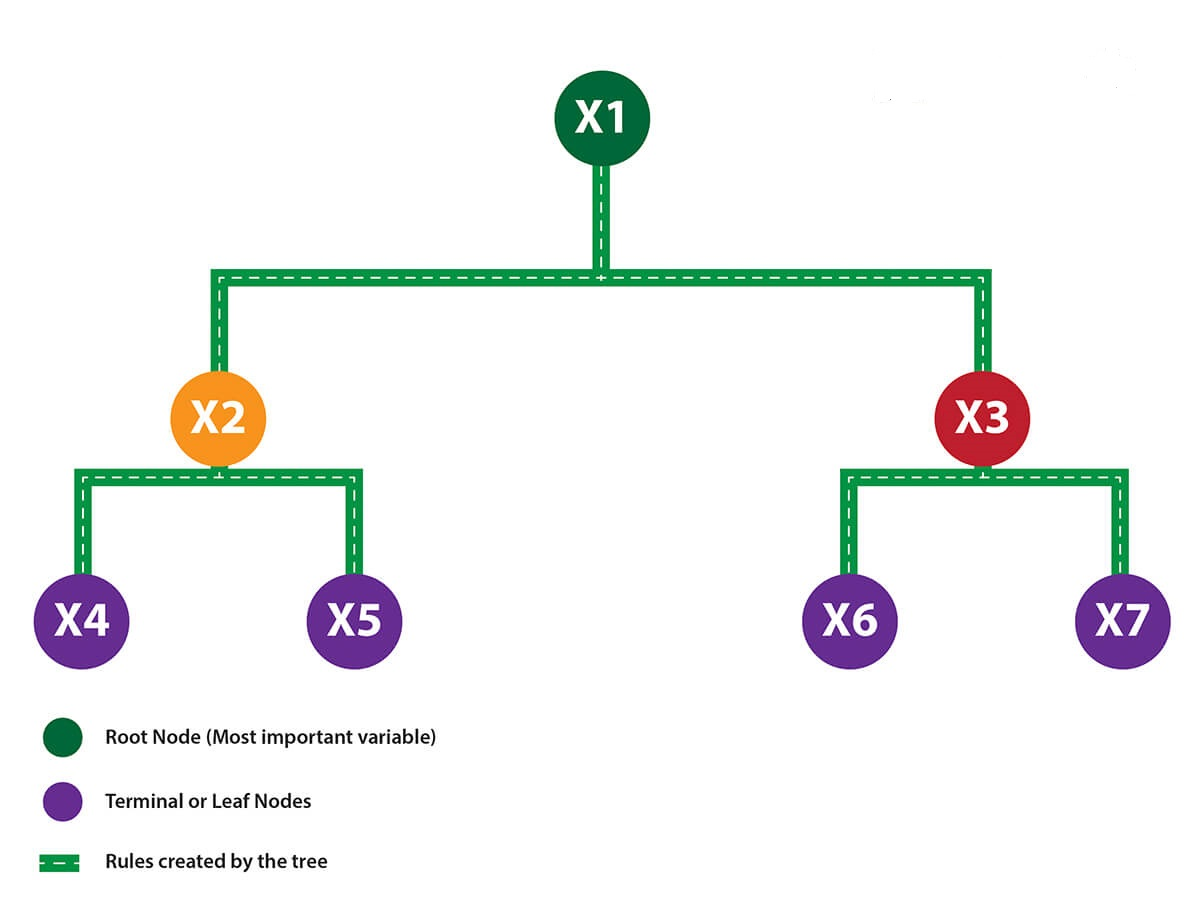 X1
X2
X3
X4
X5
X6
X7
Root Node (Most important variable)
Terminal or Leaf Nodes
Rules created by the tree